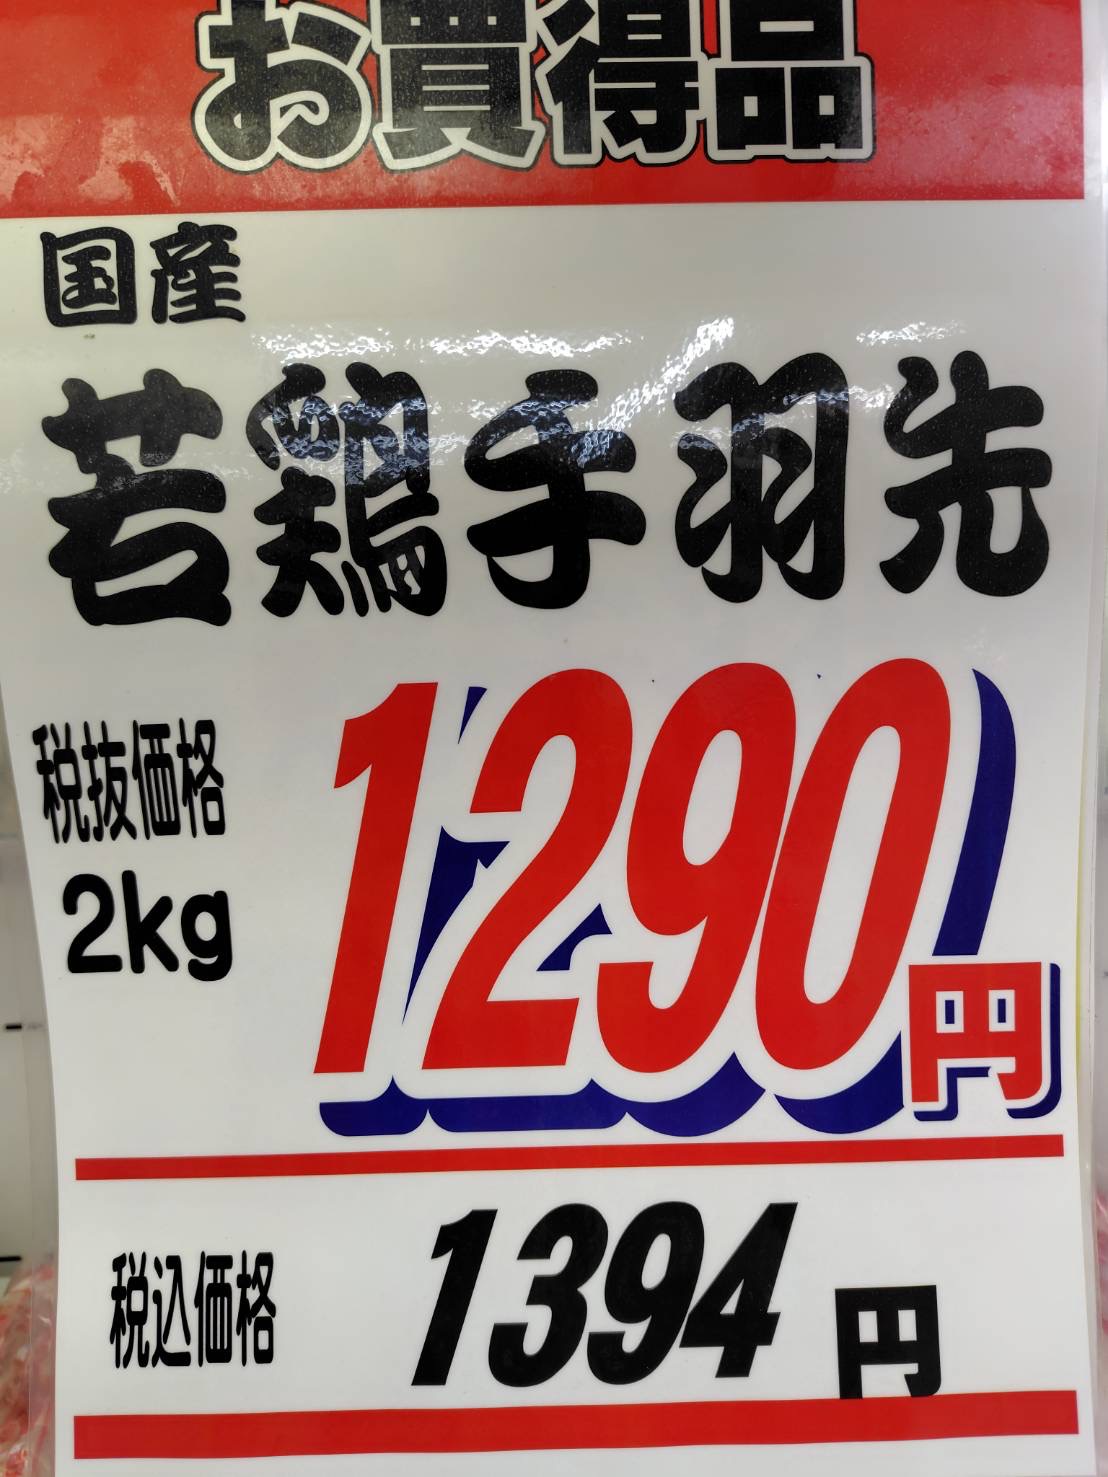 お買得品
国産
若鶏手羽先
税抜価格
2kg
1290円
税込価格
1394円